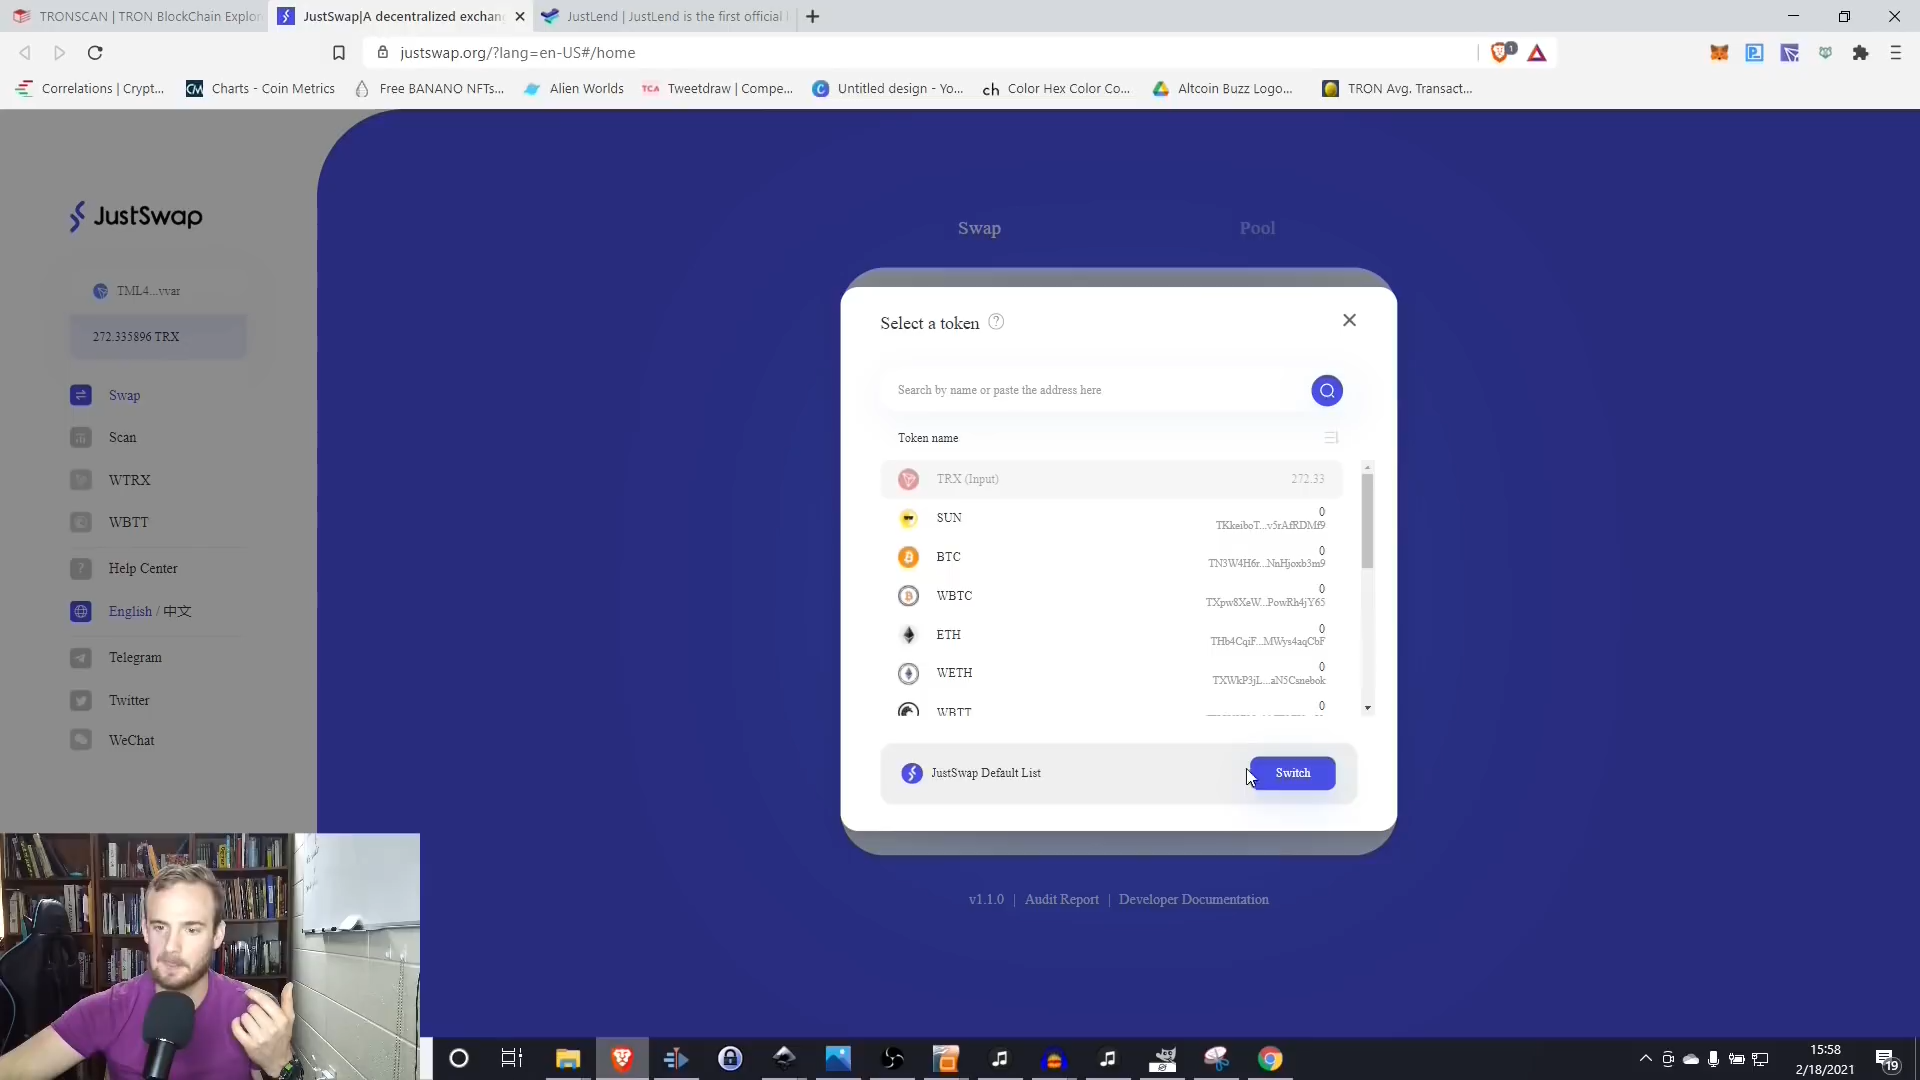 TRONSCAN | TRON BlockChain Explor
JustSwap|A decentralized exchan
JustLend | JustLend is the first official
justswap.org/?lang=en-US#/home
1
Correlations | Crypt...
Charts - Coin Metrics
Free BANANO NFTs...
Alien Worlds
TCA Tweetdraw | Compe...
Untitled design - Yo...
ch Color Hex Color Co...
Altcoin Buzz Logo...
TRON Avg. Transact...
JustSwap
TML4...vvar
272.335896 TRX
Swap
Scan
WTRX
WBTT
Help Center
English / 中文
Telegram
Twitter
WeChat
Swap
Pool
Select a token ?
Search by name or paste the address here
Token name
TRX (Input)
272.33
SUN
0
TKkeiboT...v5rAfRDMf9
BTC
0
TN3W4H6r...NnHjoxb3m9
WBTC
0
TXpw8XeW...PowRh4jY65
ETH
0
THb4CqiF...MWys4aqCbF
WETH
0
TXWkP3jL...aN5Csnebok
WBTT
0
JustSwap Default List
Switch
v1.1.0 | Audit Report | Developer Documentation
15:58
2/18/2021
19